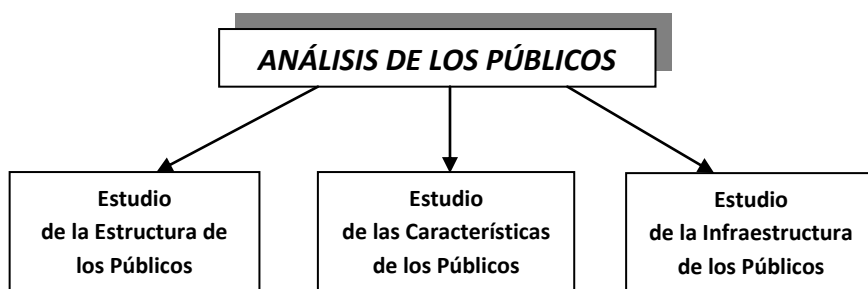 ANÁLISIS DE LOS PÚBLICOS
Estudio
de la Estructura de
los Públicos
Estudio
de las Características
de los Públicos
Estudio
de la Infraestructura
de los Públicos